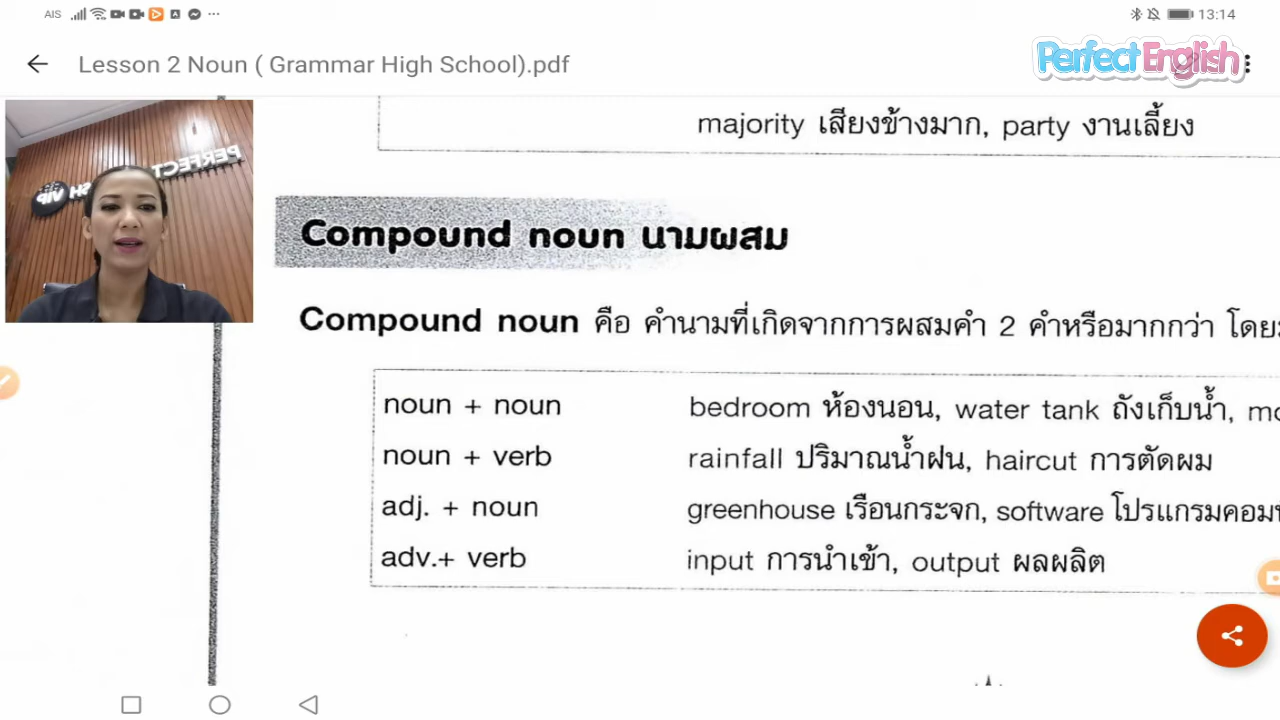 AIS 13:14
Lesson 2 Noun ( Grammar High School).pdf
Perfect English
majority เสียงข้างมาก, party งานเลี้ยง
PERFECT
VIP
Compound noun นามผสม
Compound noun คือ คำนามที่เกิดจากการผสมคำ 2 คำหรือมากกว่า
noun + noun bedroom ห้องนอน, water tank ถังเก็บน้ำ,
noun + verb rainfall ปริมาณน้ำฝน, haircut การตัดผม
adj. + noun greenhouse เรือนกระจก, software
adv.+ verb input การนำเข้า, output ผลผลิต